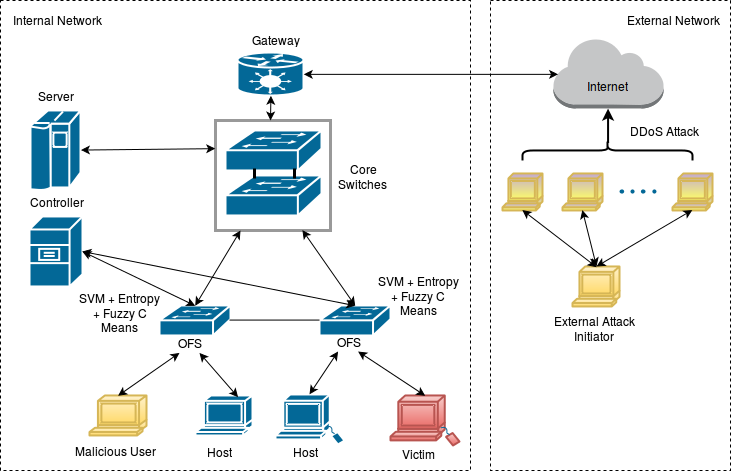 Internal Network
External Network
Gateway
Internet
Server
DDoS Attack
Core
Switches
Controller
SVM + Entropy
+ Fuzzy C
Means
SVM + Entropy
+ Fuzzy C
Means
OFS
OFS
External Attack
Initiator
Malicious User
Host
Host
Victim